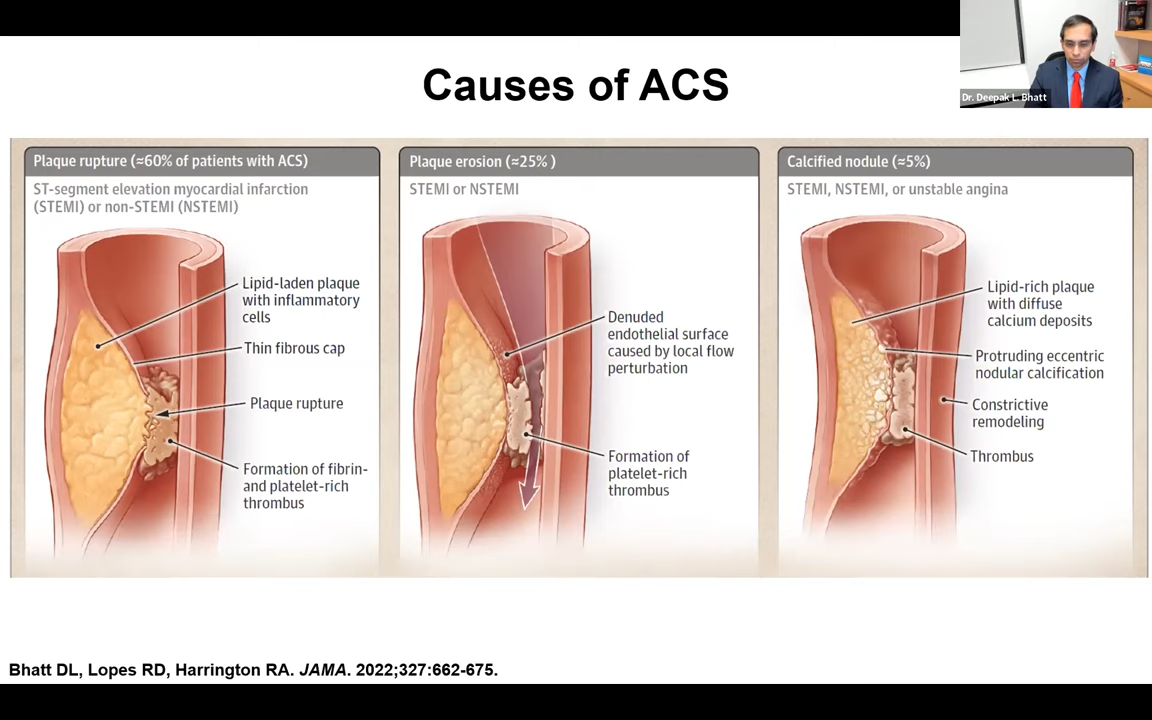 Causes of ACS
Dr. Deepak L. Bhatt
Plaque rupture (≈60% of patients with ACS)
ST-segment elevation myocardial infarction
(STEMI) or non-STEMI (NSTEMI)
Lipid-laden plaque
with inflammatory
cells
Thin fibrous cap
Plaque rupture
Formation of fibrin-
and platelet-rich
thrombus
Plaque erosion (≈25% )
STEMI or NSTEMI
Denuded
endothelial surface
caused by local flow
perturbation
Formation of
platelet-rich
thrombus
Calcified nodule (≈5%)
STEMI, NSTEMI, or unstable angina
Lipid-rich plaque
with diffuse
calcium deposits
Protruding eccentric
nodular calcification
Constrictive
remodeling
Thrombus
Bhatt DL, Lopes RD, Harrington RA. JAMA. 2022;327:662-675.